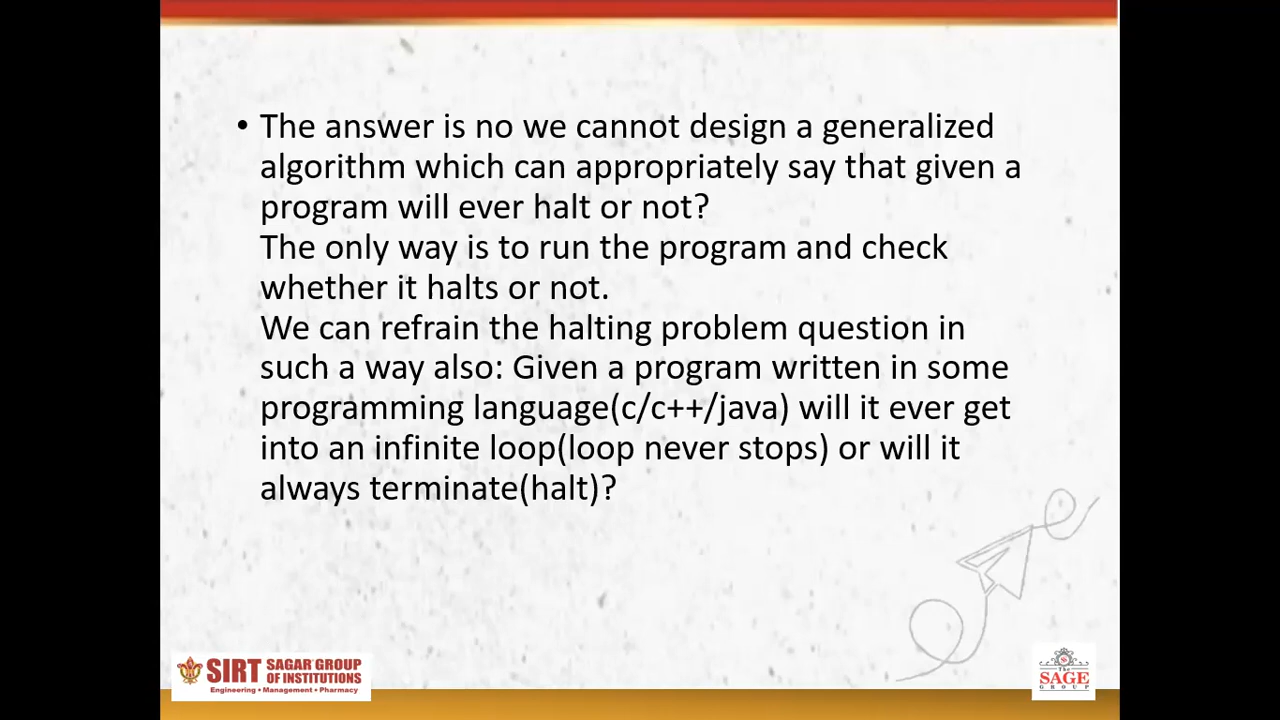 • The answer is no we cannot design a generalized
algorithm which can appropriately say that given a
program will ever halt or not?
The only way is to run the program and check
whether it halts or not.
We can refrain the halting problem question in
such a way also: Given a program written in some
programming language(c/c++/java) will it ever get
into an infinite loop(loop never stops) or will it
always terminate(halt)?
SIRT SAGAR GROUP
OF INSTITUTIONS
Engineering • Management • Pharmacy
The
SAGE
GROUP